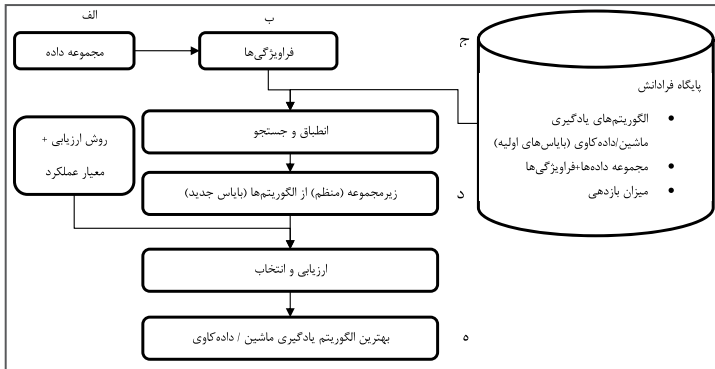 الف
ب
ج
مجموعه داده
فراویژگی‌ها
پایگاه فرادانش
الگوریتم‌های یادگیری
ماشین/داده‌کاوی (بایاس‌های اولیه)
مجموعه داده‌ها+فراویژگی‌ها
میزان بازدهی
انطباق و جستجو
روش ارزیابی +
معیار عملکرد
زیرمجموعه (منظم) از الگوریتم‌ها (بایاس جدید)
د
ارزیابی و انتخاب
بهترین الگوریتم یادگیری ماشین / داده‌کاوی
ه